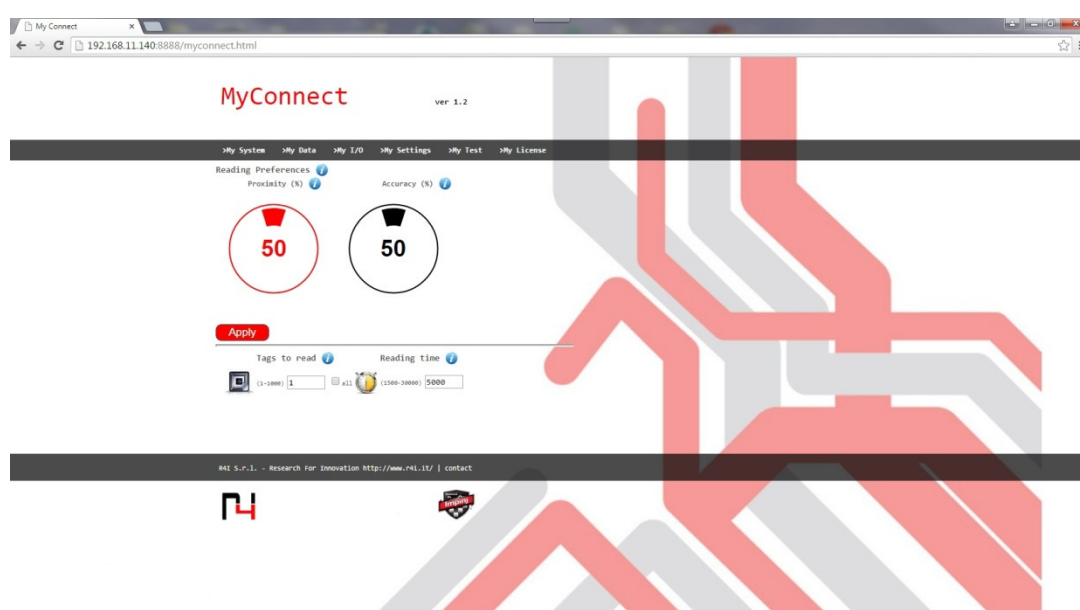 My Connect
192.168.11.140:8888/myconnect.html
MyConnect
ver 1.2
>My System >My Data >My I/O >My Settings >My Test >My License
Reading Preferences
Proximity (%) Accuracy (%)
50 50
Apply
Tags to read Reading time
(1-1000) 1 all (1500-30000) 5000
R4I S.r.l. - Research For Innovation http://www.r4i.it/ | contact
r4i
Impinj